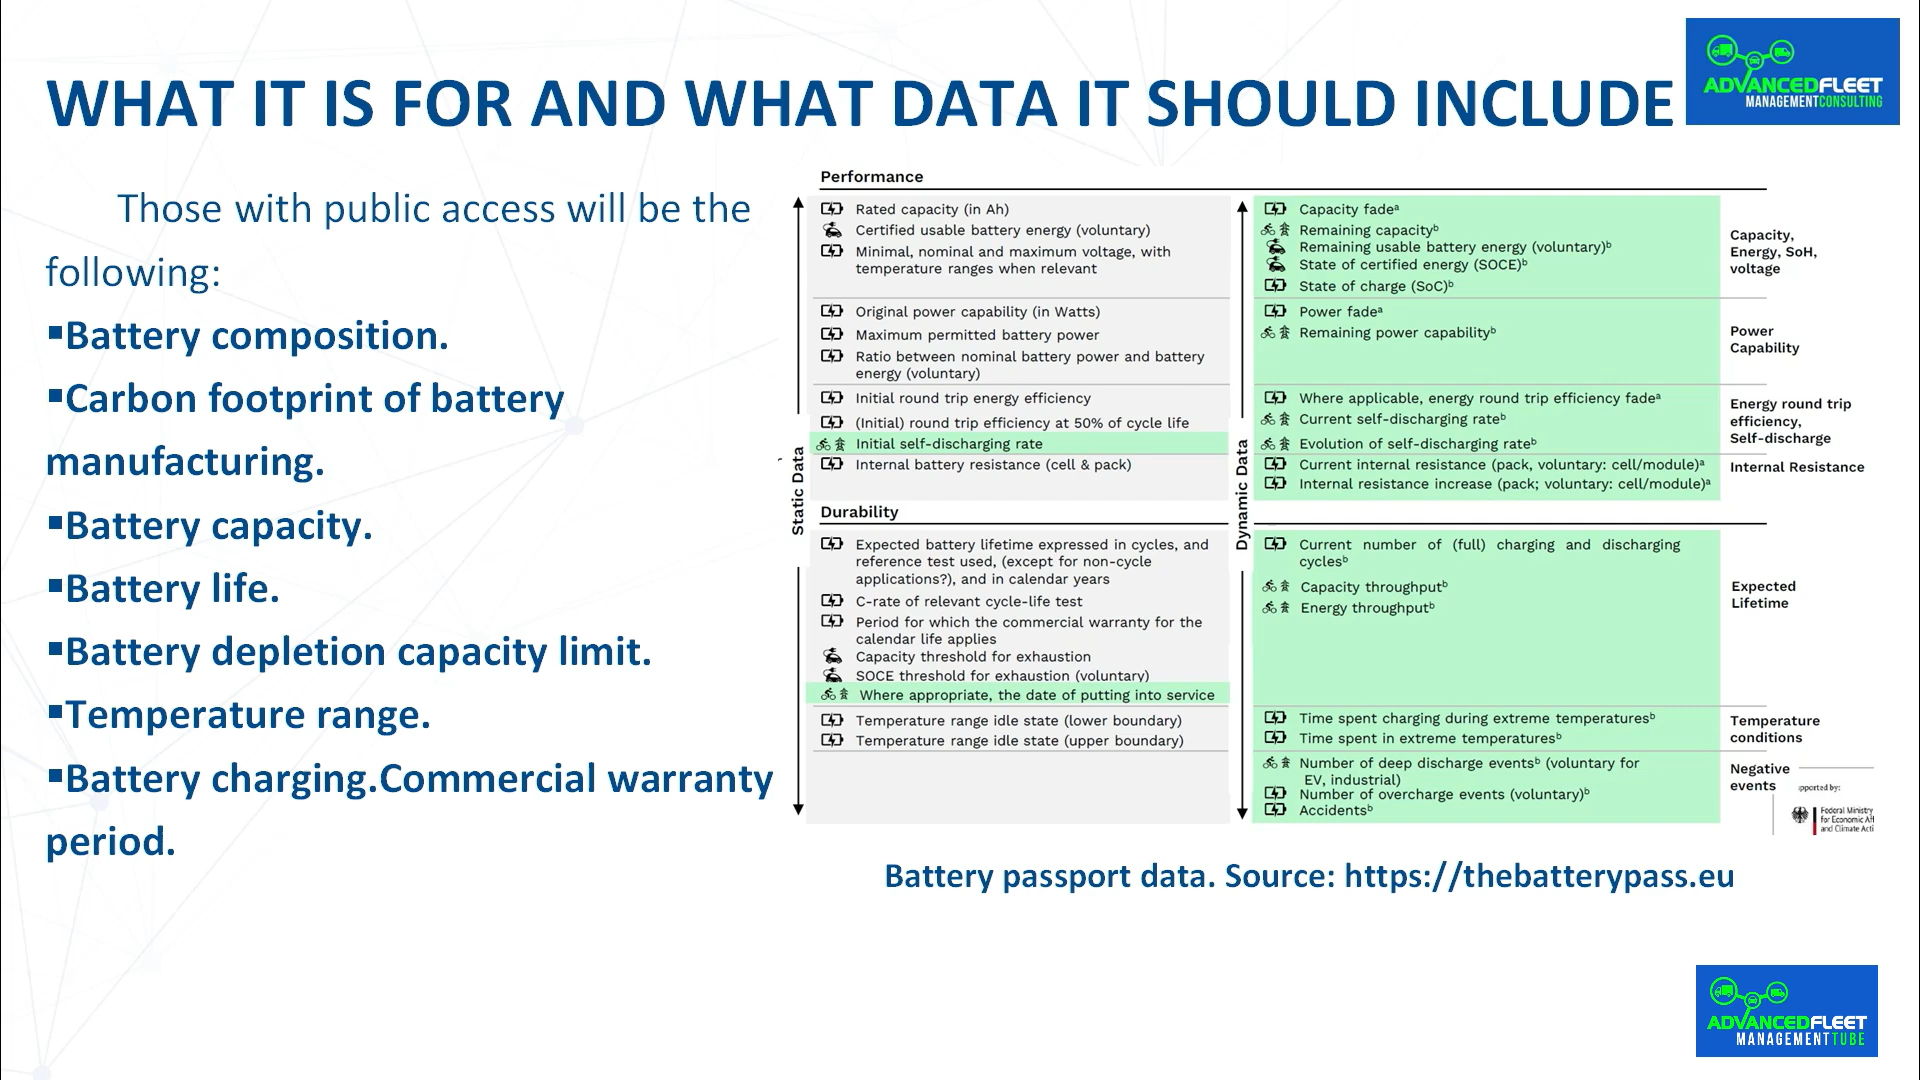 WHAT IT IS FOR AND WHAT DATA IT SHOULD INCLUDE
ADVANCEDFLEET
MANAGEMENTCONSULTING
Those with public access will be the
following:
▪Battery composition.
▪Carbon footprint of battery
manufacturing.
▪Battery capacity.
▪Battery life.
▪Battery depletion capacity limit.
▪Temperature range.
▪Battery charging.Commercial warranty
period.
Performance
Static Data
Rated capacity (in Ah)
Certified usable battery energy (voluntary)
Minimal, nominal and maximum voltage, with
temperature ranges when relevant
Original power capability (in Watts)
Maximum permitted battery power
Ratio between nominal battery power and battery
energy (voluntary)
Initial round trip energy efficiency
(Initial) round trip efficiency at 50% of cycle life
Initial self-discharging rate
Internal battery resistance (cell & pack)
Dynamic Data
Capacity fadeᵃ
Remaining capacityᵇ
Remaining usable battery energy (voluntary)ᵇ
State of certified energy (SOCE)ᵇ
State of charge (SoC)ᵇ
Power fadeᵃ
Remaining power capabilityᵇ
Where applicable, energy round trip efficiency fadeᵃ
Current self-discharging rateᵇ
Evolution of self-discharging rateᵇ
Current internal resistance (pack, voluntary: cell/module)ᵃ
Internal resistance increase (pack; voluntary: cell/module)ᵃ
Capacity,
Energy, SoH,
voltage
Power
Capability
Energy round trip
efficiency,
Self-discharge
Internal Resistance
Durability
Expected battery lifetime expressed in cycles, and
reference test used, (except for non-cycle
applications?), and in calendar years
C-rate of relevant cycle-life test
Period for which the commercial warranty for the
calendar life applies
Capacity threshold for exhaustion
SOCE threshold for exhaustion (voluntary)
Where appropriate, the date of putting into service
Temperature range idle state (lower boundary)
Temperature range idle state (upper boundary)
Current number of (full) charging and discharging
cyclesᵇ
Capacity throughputᵇ
Energy throughputᵇ
Time spent charging during extreme temperaturesᵇ
Time spent in extreme temperaturesᵇ
Number of deep discharge eventsᵇ (voluntary for
EV, industrial)
Number of overcharge events (voluntary)ᵇ
Accidentsᵇ
Expected
Lifetime
Temperature
conditions
Negative
events
pported by:
Federal Ministry
for Economic Aff
and Climate Acti
Battery passport data. Source: https://thebatterypass.eu
ADVANCEDFLEET
MANAGEMENTTUBE